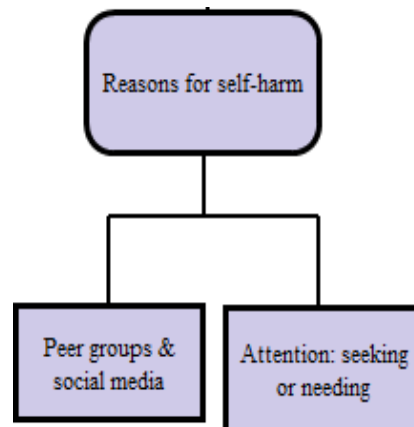 Reasons for self-harm
Peer groups &
social media
Attention: seeking
or needing